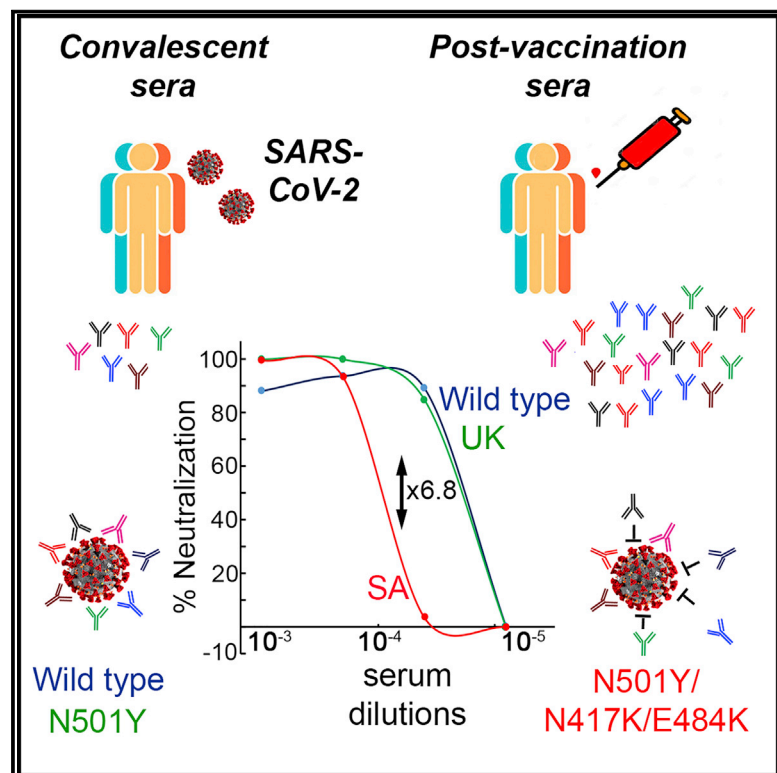 Convalescent
sera
Post-vaccination
sera
SARS-
CoV-2
% Neutralization
100
80
60
40
20
-10
10-3
10-4
10-5
serum
dilutions
Wild type
UK
x6.8
SA
Wild type
N501Y
N501Y/
N417K/E484K